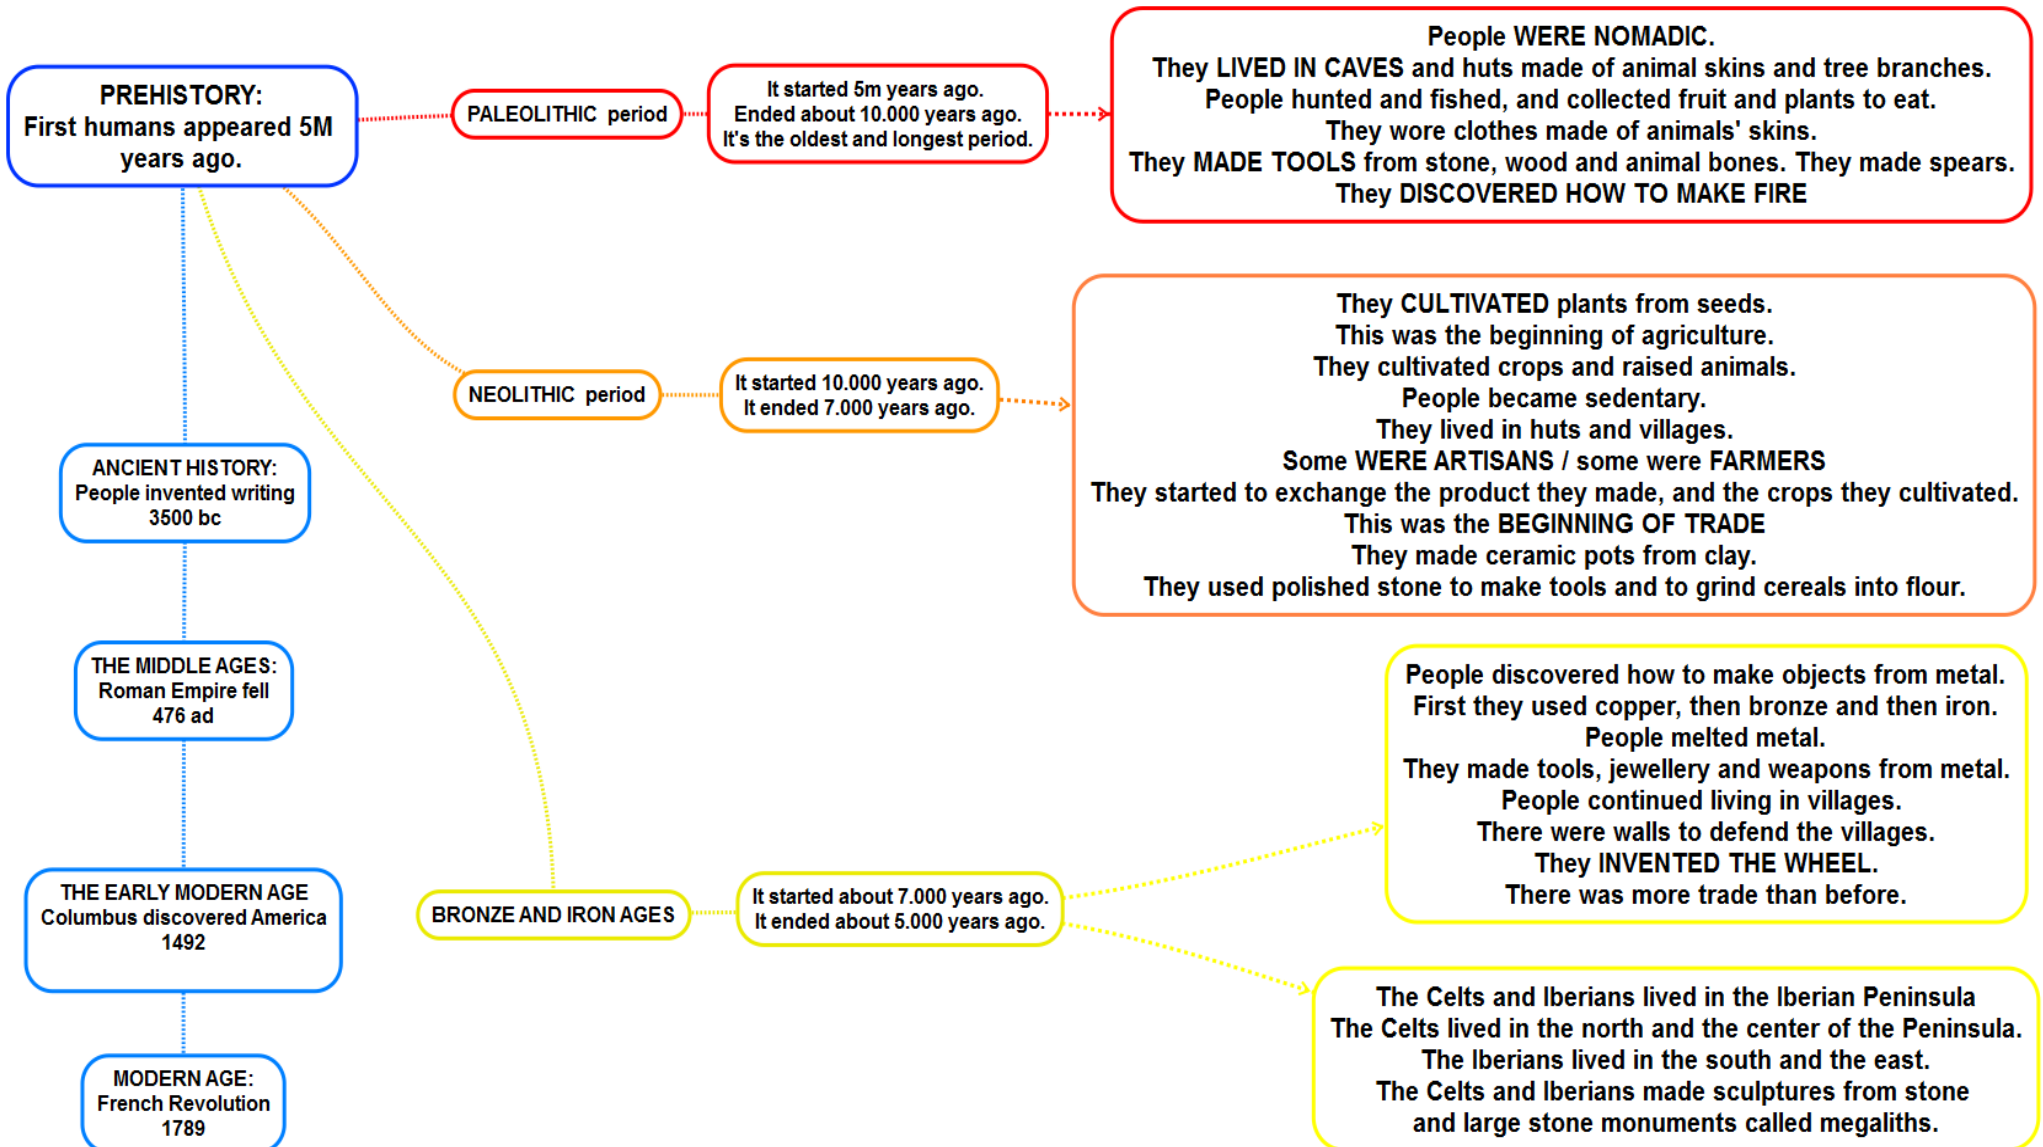 PREHISTORY:
First humans appeared 5M
years ago.
PALEOLITHIC period
It started 5m years ago.
Ended about 10.000 years ago.
It's the oldest and longest period.
People WERE NOMADIC.
They LIVED IN CAVES and huts made of animal skins and tree branches.
People hunted and fished, and collected fruit and plants to eat.
They wore clothes made of animals' skins.
They MADE TOOLS from stone, wood and animal bones. They made spears.
They DISCOVERED HOW TO MAKE FIRE
NEOLITHIC period
It started 10.000 years ago.
It ended 7.000 years ago.
They CULTIVATED plants from seeds.
This was the beginning of agriculture.
They cultivated crops and raised animals.
People became sedentary.
They lived in huts and villages.
Some WERE ARTISANS / some were FARMERS
They started to exchange the product they made, and the crops they cultivated.
This was the BEGINNING OF TRADE
They made ceramic pots from clay.
They used polished stone to make tools and to grind cereals into flour.
BRONZE AND IRON AGES
It started about 7.000 years ago.
It ended about 5.000 years ago.
People discovered how to make objects from metal.
First they used copper, then bronze and then iron.
People melted metal.
They made tools, jewellery and weapons from metal.
People continued living in villages.
There were walls to defend the villages.
They INVENTED THE WHEEL.
There was more trade than before.
The Celts and Iberians lived in the Iberian Peninsula
The Celts lived in the north and the center of the Peninsula.
The Iberians lived in the south and the east.
The Celts and Iberians made sculptures from stone
and large stone monuments called megaliths.
ANCIENT HISTORY:
People invented writing
3500 bc
THE MIDDLE AGES:
Roman Empire fell
476 ad
THE EARLY MODERN AGE
Columbus discovered America
1492
MODERN AGE:
French Revolution
1789